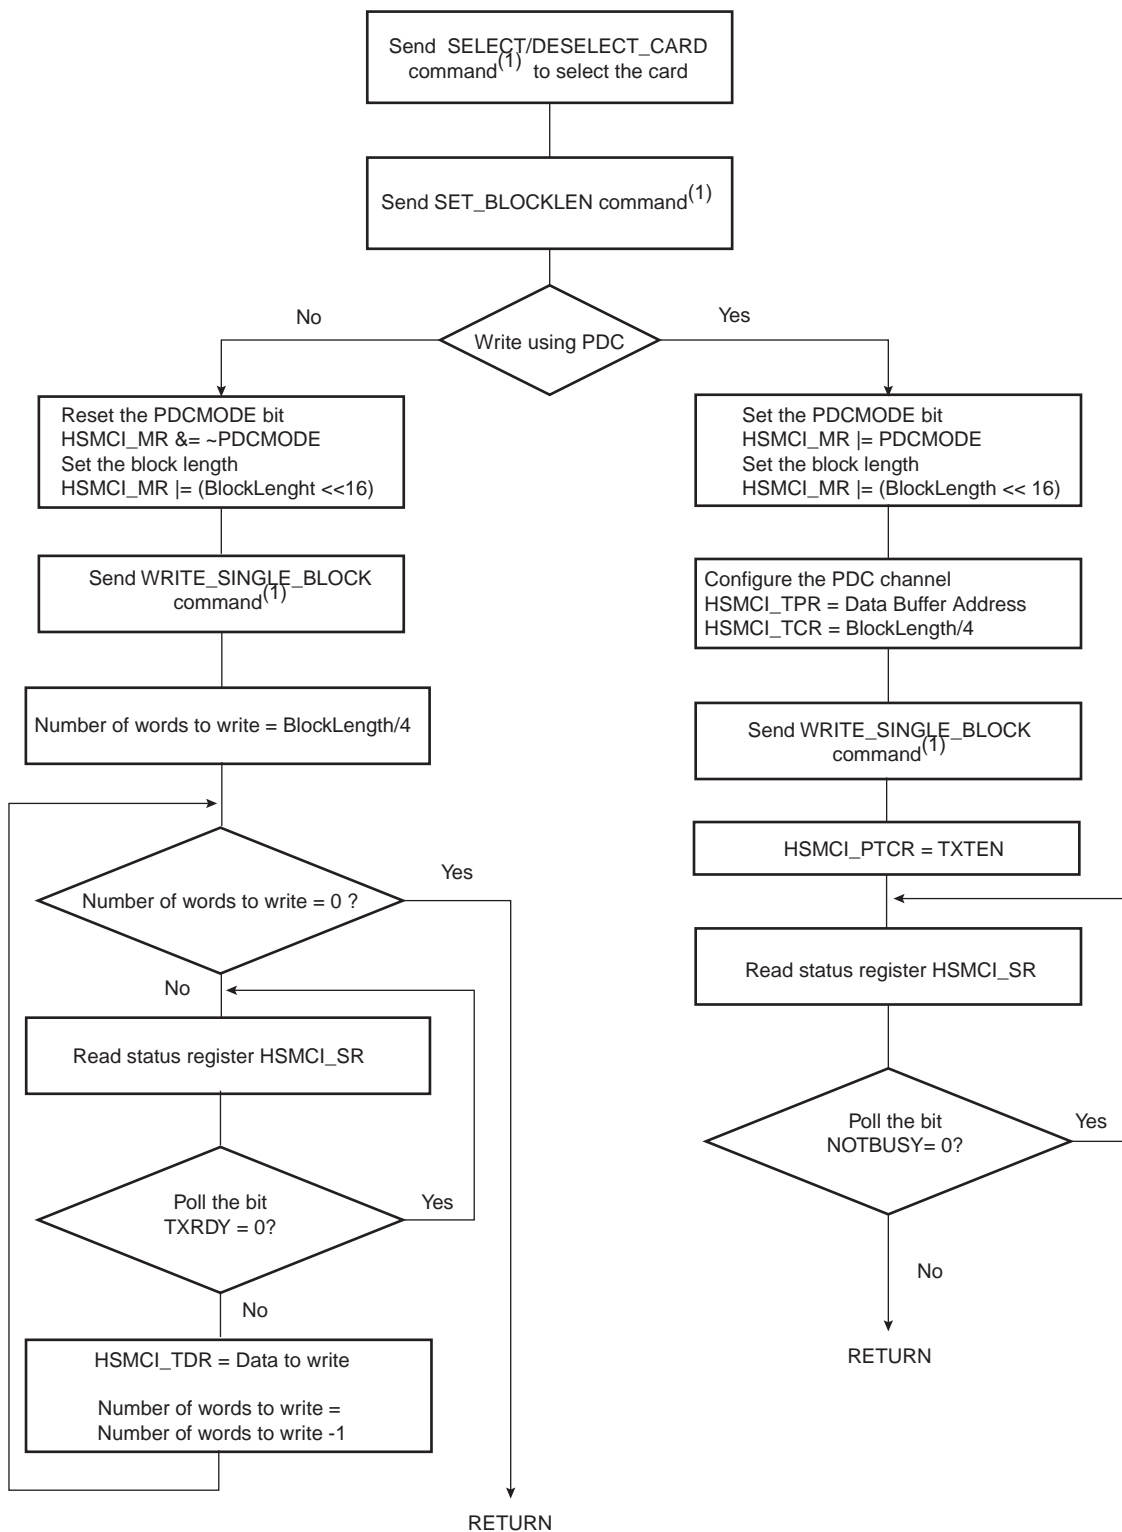 Send SELECT/DESELECT_CARD
command(1) to select the card
Send SET_BLOCKLEN command(1)
Write using PDC
No
Yes
Reset the PDCMODE bit
HSMCI_MR &= ~PDCMODE
Set the block length
HSMCI_MR |= (BlockLenght <<16)
Send WRITE_SINGLE_BLOCK
command(1)
Number of words to write = BlockLength/4
Number of words to write = 0 ?
Yes
No
Read status register HSMCI_SR
Poll the bit
TXRDY = 0?
Yes
No
HSMCI_TDR = Data to write
Number of words to write =
Number of words to write -1
RETURN
Set the PDCMODE bit
HSMCI_MR |= PDCMODE
Set the block length
HSMCI_MR |= (BlockLength << 16)
Configure the PDC channel
HSMCI_TPR = Data Buffer Address
HSMCI_TCR = BlockLength/4
Send WRITE_SINGLE_BLOCK
command(1)
HSMCI_PTCR = TXTEN
Read status register HSMCI_SR
Poll the bit
NOTBUSY= 0?
Yes
No
RETURN